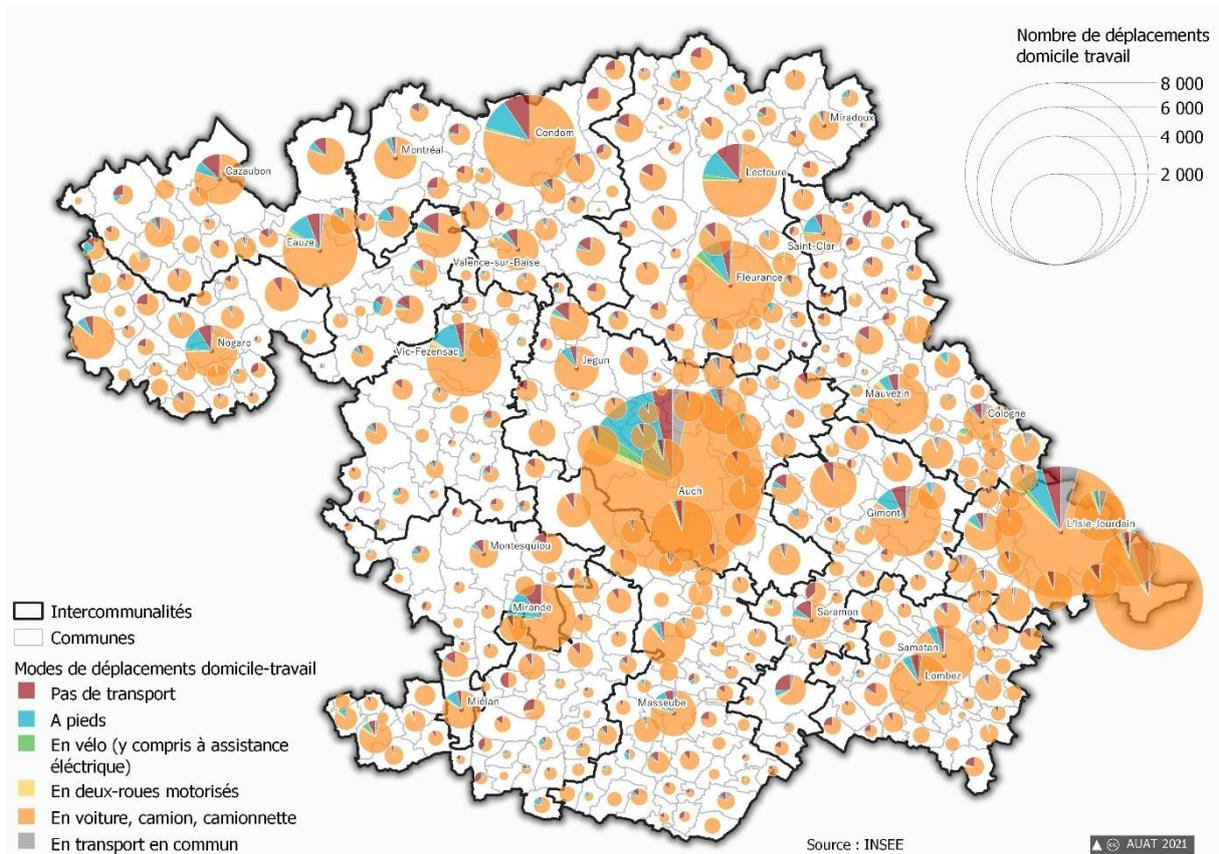 Nombre de déplacements
domicile travail
8 000
6 000
4 000
2 000
Miradoux
Condom
Montréal
Cazaubon
Lectoure
Eauze
Saint-Clar
Valence-sur-Baïse
Fleurance
Nogaro
Vic-Fezensac
Jegun
Mauvezin
Cologne
Auch
Gimont
L'Isle-Jourdain
Montesquiou
Mirande
Saramon
Samatan
Lombez
Miélan
Masseube
Intercommunalités
Communes
Modes de déplacements domicile-travail
Pas de transport
A pieds
En vélo (y compris à assistance
éléctrique)
En deux-roues motorisés
En voiture, camion, camionnette
En transport en commun
Source : INSEE
cc AUAT 2021